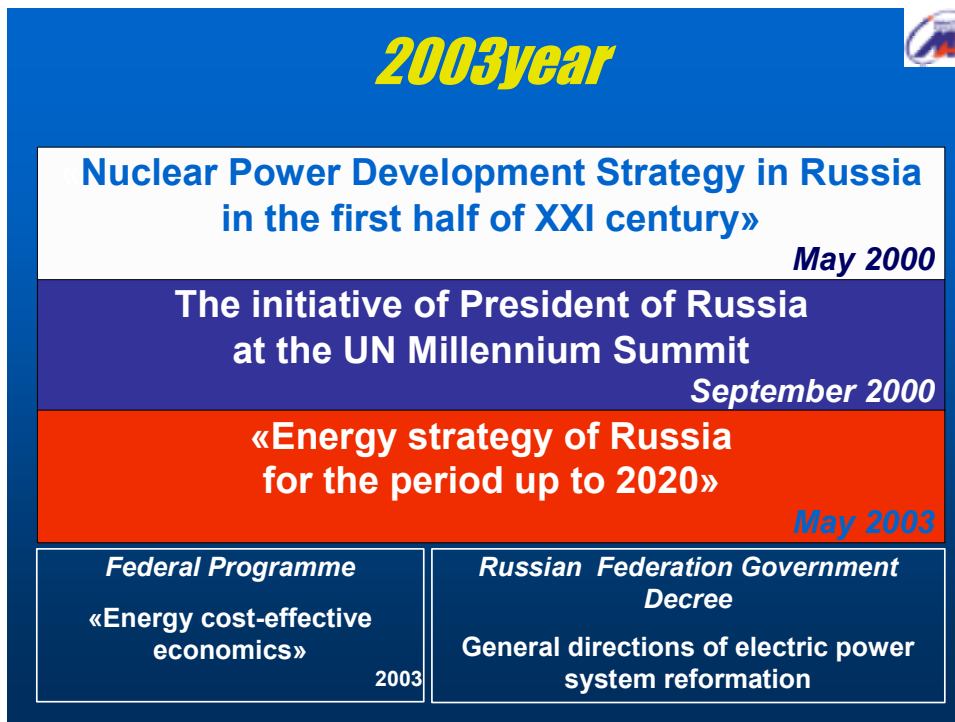 2003year
«Nuclear Power Development Strategy in Russia
in the first half of XXI century»
May 2000
The initiative of President of Russia
at the UN Millennium Summit
September 2000
«Energy strategy of Russia
for the period up to 2020»
May 2003
Federal Programme
«Energy cost-effective
economics»
2003
Russian Federation Government
Decree
General directions of electric power
system reformation